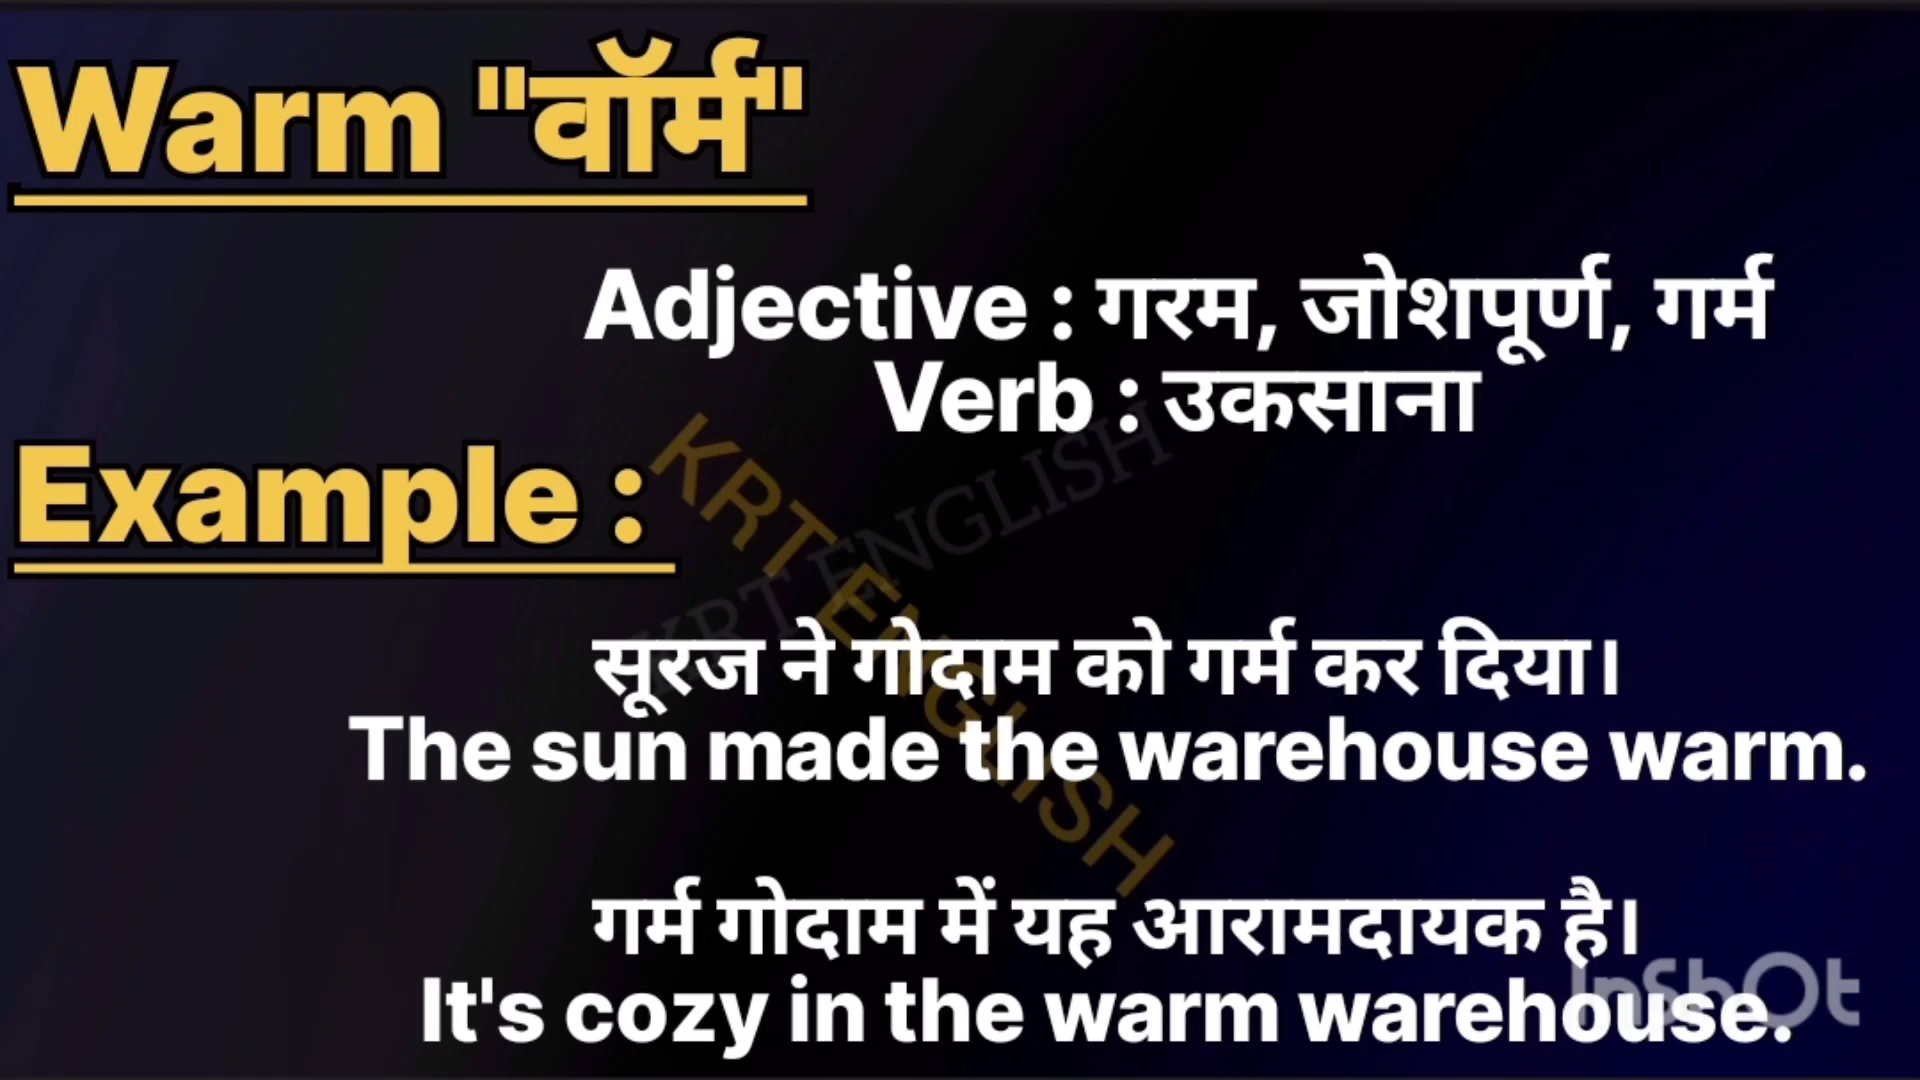 Warm "वॉर्म"
Adjective : गरम, जोशपूर्ण, गर्म
Verb : उकसाना
Example :
KRT ENGLISH
KRT ENGLISH
सूरज ने गोदाम को गर्म कर दिया।
The sun made the warehouse warm.
गर्म गोदाम में यह आरामदायक है।
It's cozy in the warm warehouse.
InShOt